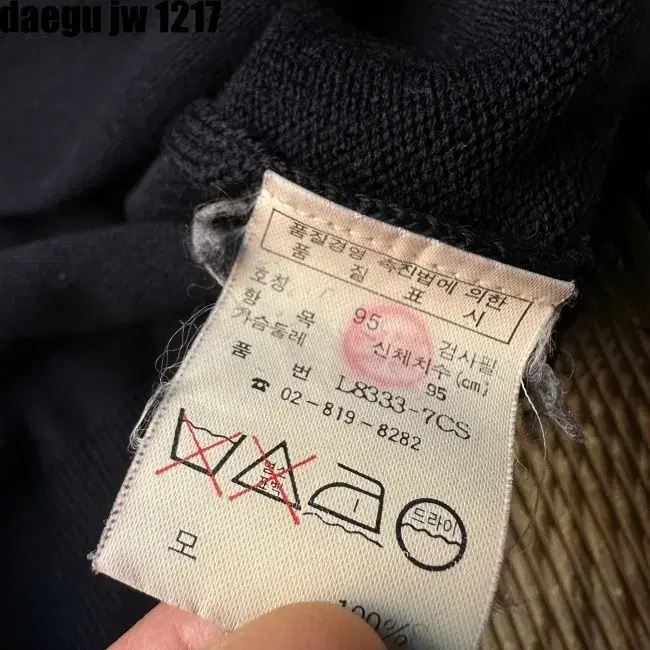 daegu jw 1217
품질경영 촉진법에 의한
품 질 표 시
호칭 95 검사필
항 목 신체치수(cm)
가슴둘레 95
품 번 L8333-7CS
☎ 02-819-8282
드라이
모 100%